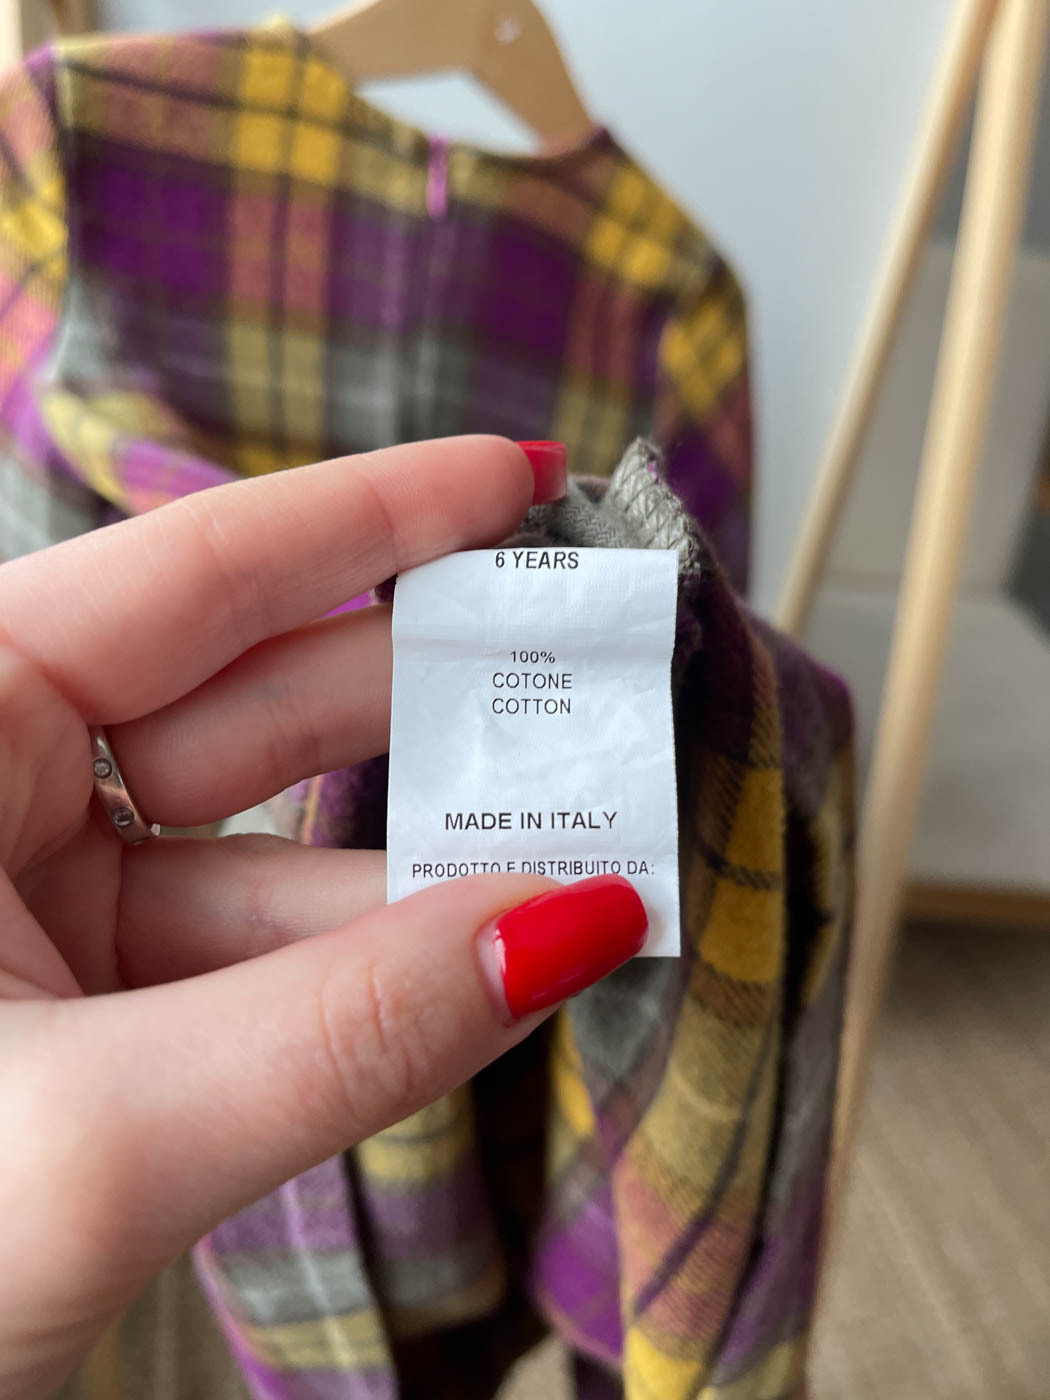 6 YEARS
100%
COTONE
COTTON
MADE IN ITALY
PRODOTTO E DISTRIBUITO DA: